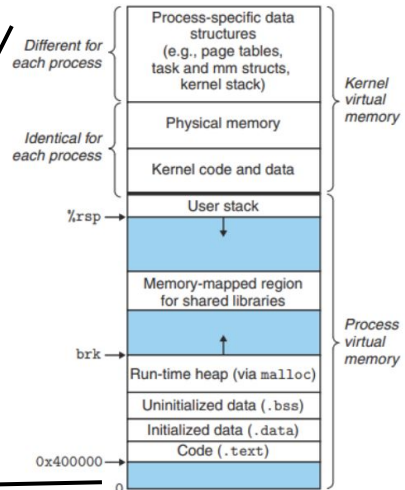 Process-specific data
structures
(e.g., page tables,
task and mm structs,
kernel stack)
Different for
each process
Kernel
virtual
memory
Physical memory
Identical for
each process
Kernel code and data
User stack
%rsp
Memory-mapped region
for shared libraries
Process
virtual
memory
brk
Run-time heap (via malloc)
Uninitialized data (.bss)
Initialized data (.data)
Code (.text)
0x400000
0